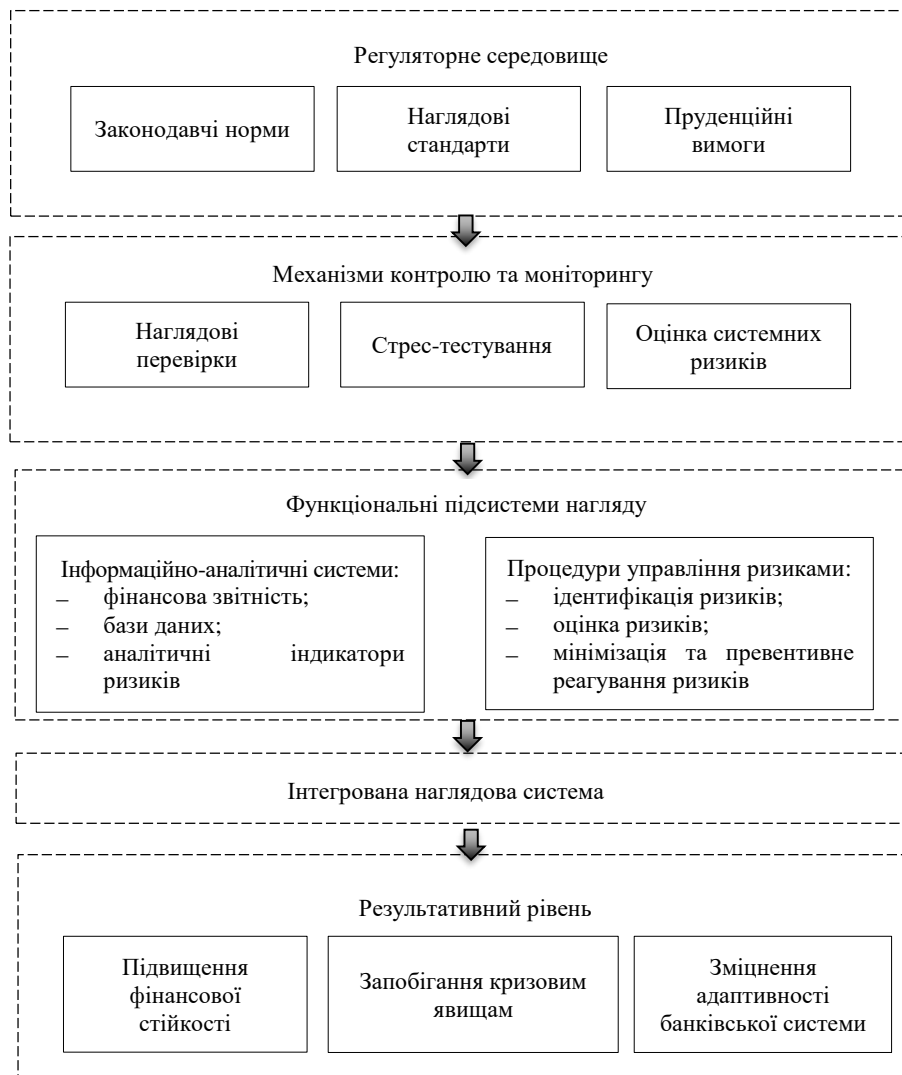 Регуляторне середовище
Законодавчі норми
Наглядові
стандарти
Пруденційні
вимоги
Механізми контролю та моніторингу
Наглядові
перевірки
Стрес-тестування
Оцінка системних
ризиків
Функціональні підсистеми нагляду
Інформаційно-аналітичні системи:
– фінансова звітність;
– бази даних;
– аналітичні індикатори
ризиків
Процедури управління ризиками:
– ідентифікація ризиків;
– оцінка ризиків;
– мінімізація та превентивне
реагування ризиків
Інтегрована наглядова система
Результативний рівень
Підвищення
фінансової
стійкості
Запобігання кризовим
явищам
Зміцнення
адаптивності
банківської системи